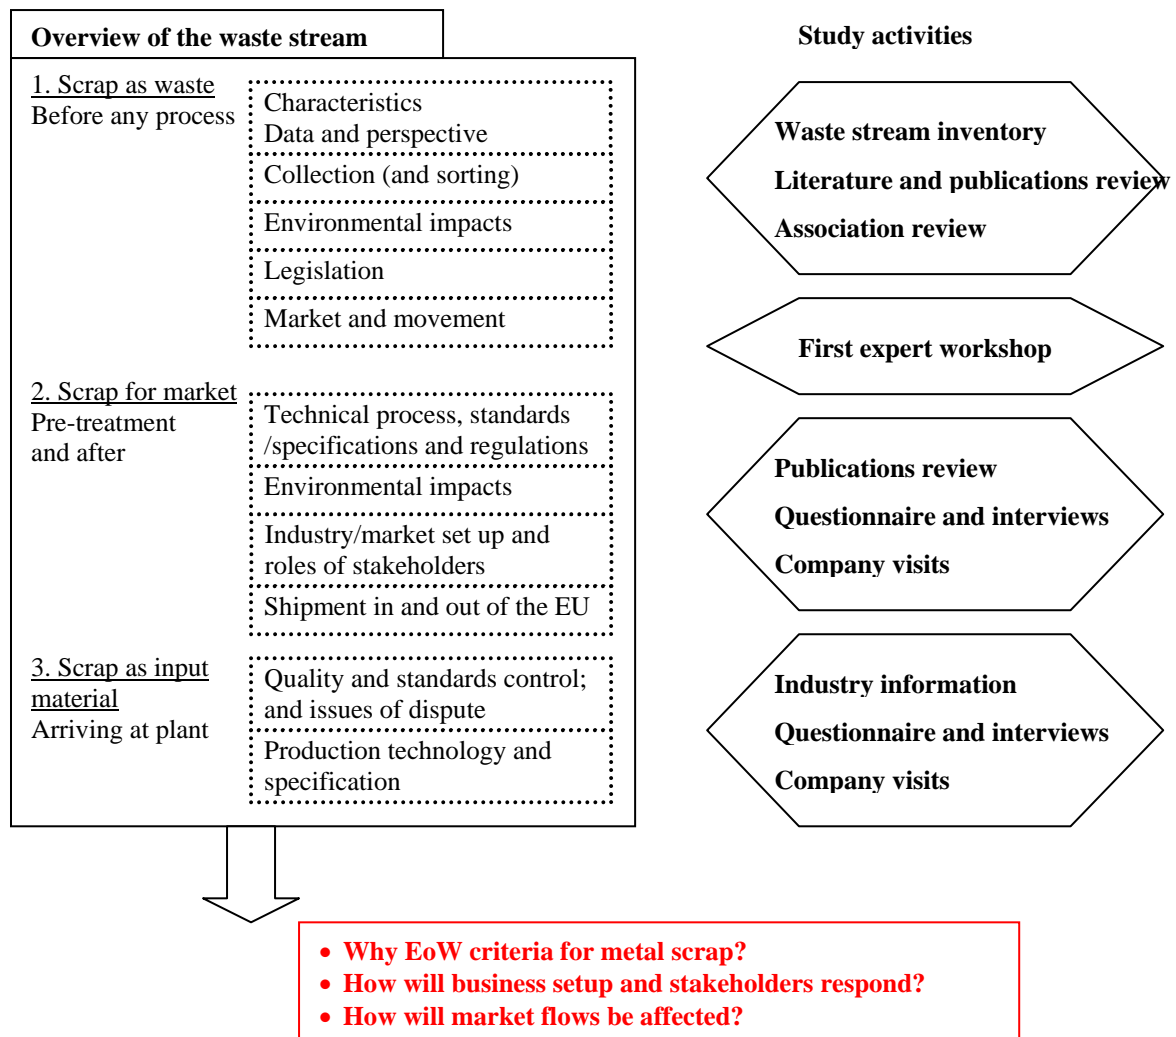 Overview of the waste stream
Study activities
1. Scrap as waste
Before any process
Characteristics
Data and perspective
Collection (and sorting)
Environmental impacts
Legislation
Market and movement
Waste stream inventory
Literature and publications review
Association review
First expert workshop
2. Scrap for market
Pre-treatment
and after
Technical process, standards
/specifications and regulations
Environmental impacts
Industry/market set up and
roles of stakeholders
Shipment in and out of the EU
Publications review
Questionnaire and interviews
Company visits
3. Scrap as input
material
Arriving at plant
Quality and standards control;
and issues of dispute
Production technology and
specification
Industry information
Questionnaire and interviews
Company visits
• Why EoW criteria for metal scrap?
• How will business setup and stakeholders respond?
• How will market flows be affected?